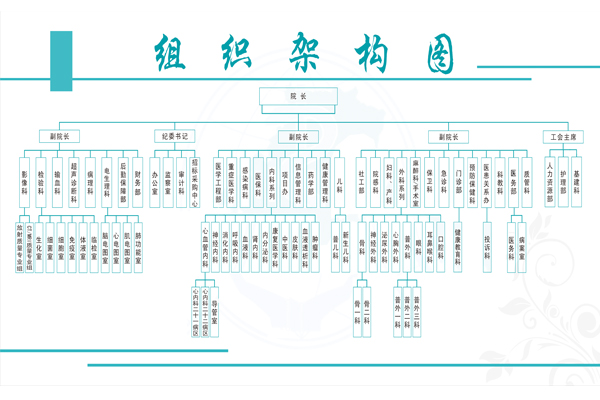 组织架构图
院长
副院长
纪委书记
副院长
副院长
工会主席
影像科
检验科
输血科
超声诊断科
病理科
电生理科
后勤保障部
财务部
办公室
监察室
审计科
招标采购中心
医学工程部
重症医学科
感染病科
医保科
内科系列
项目办
信息管理科
药学部
健康管理科
儿科
社工部
院感科
妇科、产科
外科系列
麻醉科·手术室
保卫科
急诊科
门诊部
预防保健科
医患关系办
科教科
医务部
质管科
人力资源部
护理部
基建科
放射质量专业组
生化室
细菌室
细胞室
免疫室
体液室
临检室
脑电图室
心电图室
肌电图室
肺功能室
心血管内科
神经内科
消化内科
呼吸内科
血液科
肾内科
内分泌科
康复医学科
中医科
皮肤科
血液透析科
肿瘤科
普儿科
新生儿科
骨科
神经外科
泌尿外科
心胸外科
普外科
眼科
耳鼻喉科
口腔科
健康教育科
投诉科
医务科
病案室
心内科二十一病区
心内科二十二病区
导管室
骨一科
骨二科
普外一科
普外二科
普外三科